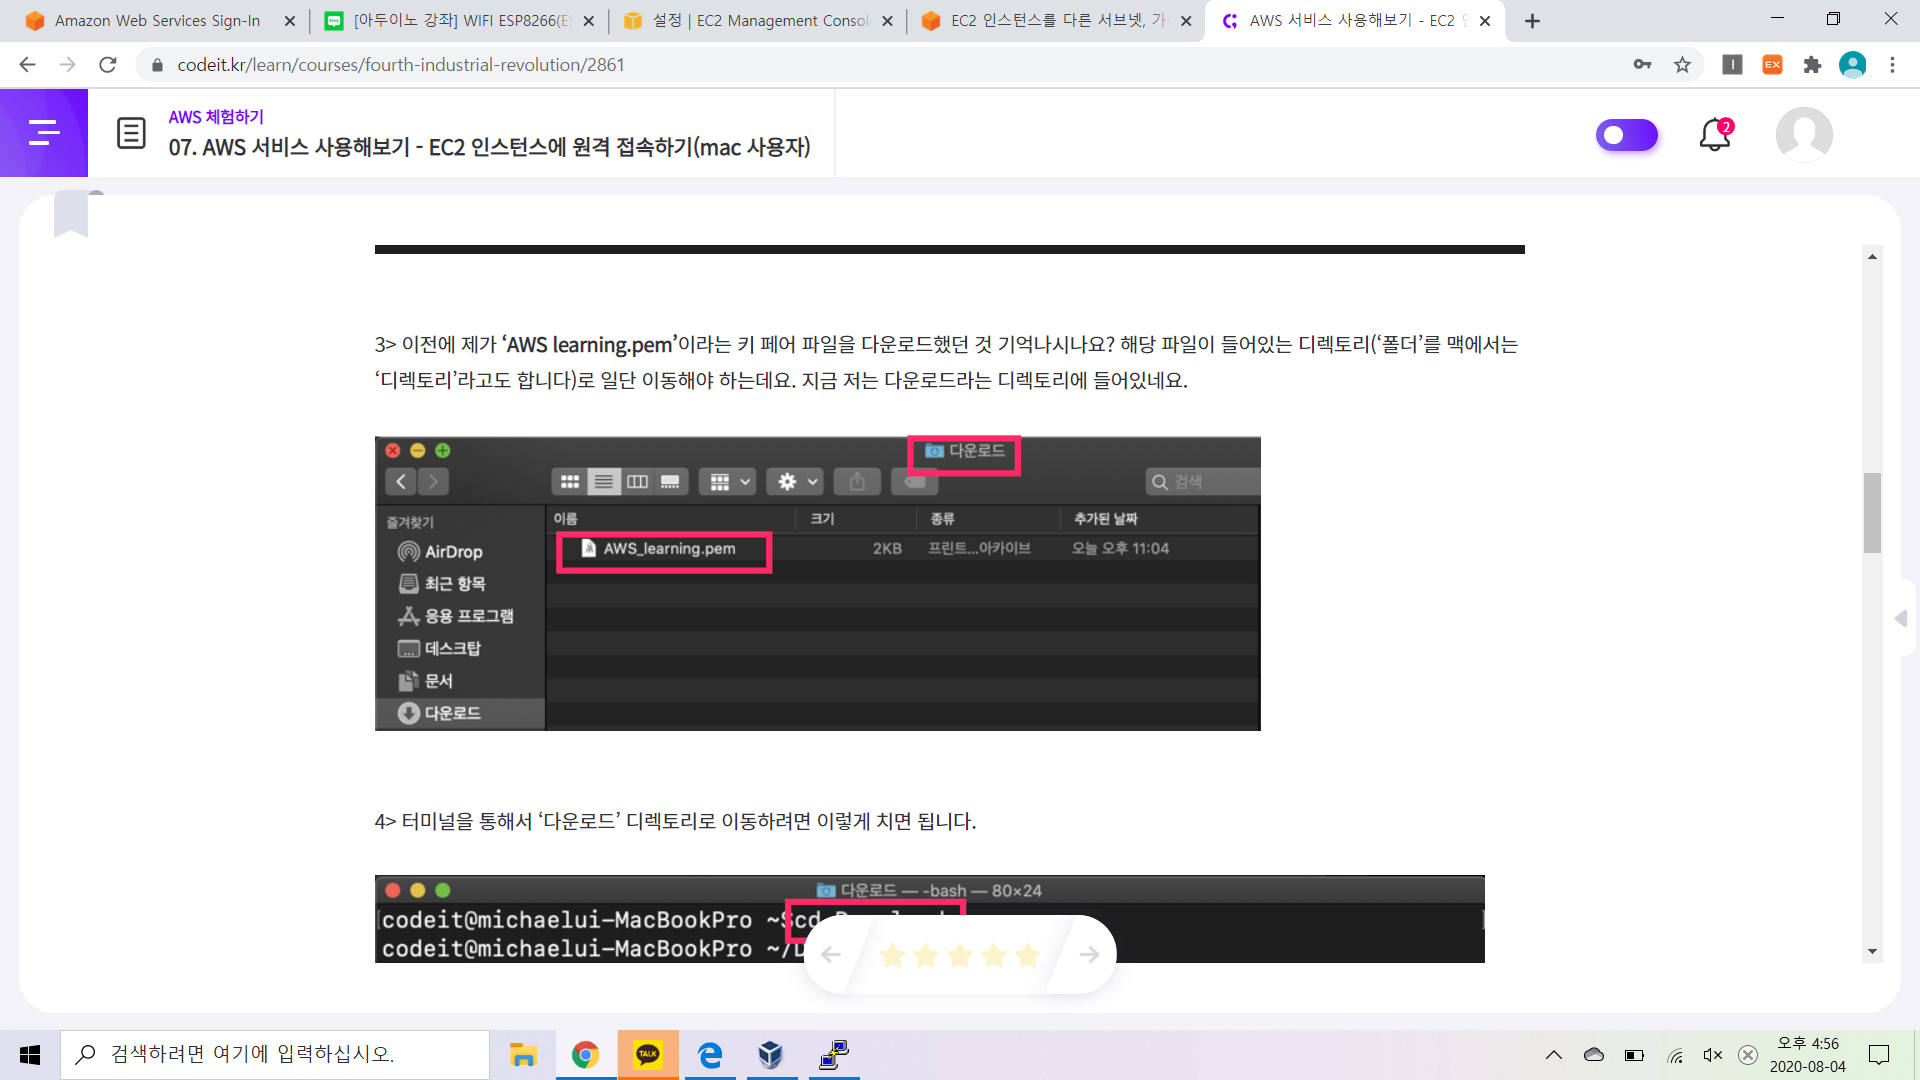 Amazon Web Services Sign-In
[아두이노 강좌] WIFI ESP8266(ES
설정 | EC2 Management Consol
EC2 인스턴스를 다른 서브넷, 가
AWS 서비스 사용해보기 - EC2 인
codeit.kr/learn/courses/fourth-industrial-revolution/2861
EX
AWS 체험하기
07. AWS 서비스 사용해보기 - EC2 인스턴스에 원격 접속하기(mac 사용자)
2
3> 이전에 제가 ‘AWS learning.pem’이라는 키 페어 파일을 다운로드했던 것 기억나시나요? 해당 파일이 들어있는 디렉토리(‘폴더’를 맥에서는
‘디렉토리’라고도 합니다)로 일단 이동해야 하는데요. 지금 저는 다운로드라는 디렉토리에 들어있네요.
다운로드
검색
즐겨찾기
이름
크기
종류
추가된 날짜
AirDrop
AWS_learning.pem
2KB
프린트...아카이브
오늘 오후 11:04
최근 항목
응용 프로그램
데스크탑
문서
다운로드
4> 터미널을 통해서 ‘다운로드’ 디렉토리로 이동하려면 이렇게 치면 됩니다.
다운로드 — -bash — 80×24
codeit@michaelui-MacBookPro ~$cd
codeit@michaelui-MacBookPro ~/D
검색하려면 여기에 입력하십시오.
TALK
오후 4:56
2020-08-04